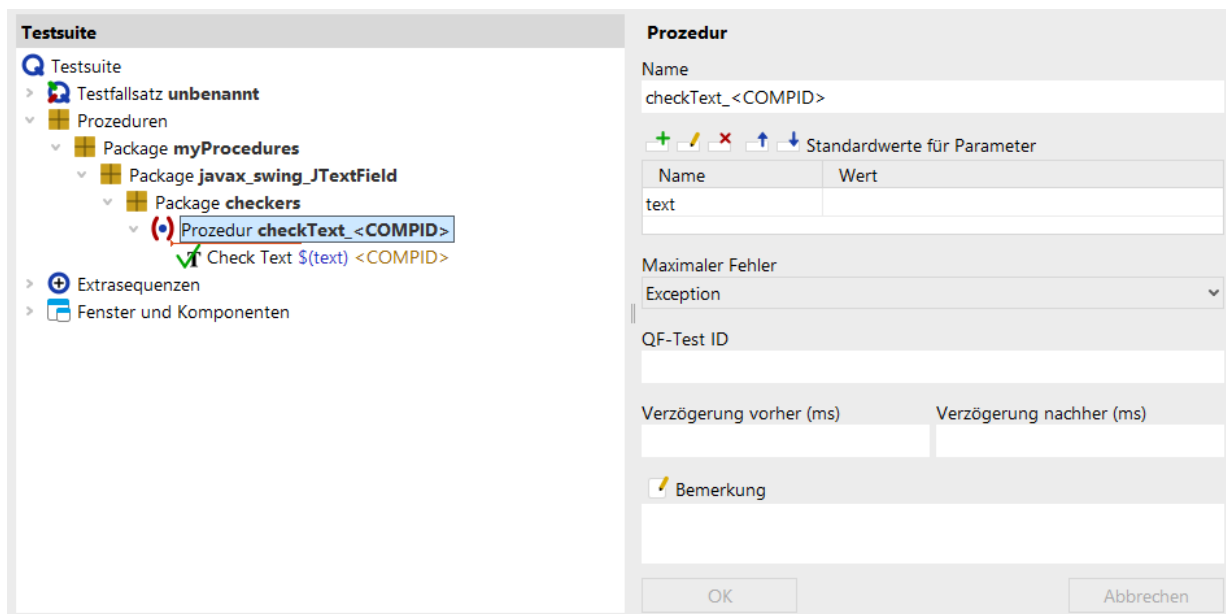 Testsuite
Testsuite
Testfallsatz unbenannt
Prozeduren
Package myProcedures
Package javax_swing_JTextField
Package checkers
Prozedur checkText_<COMPID>
Check Text $(text) <COMPID>
Extrasequenzen
Fenster und Komponenten
Prozedur
Name
checkText_<COMPID>
Standardwerte für Parameter
Name Wert
text
Maximaler Fehler
Exception
QF-Test ID
Verzögerung vorher (ms) Verzögerung nachher (ms)
Bemerkung
OK Abbrechen